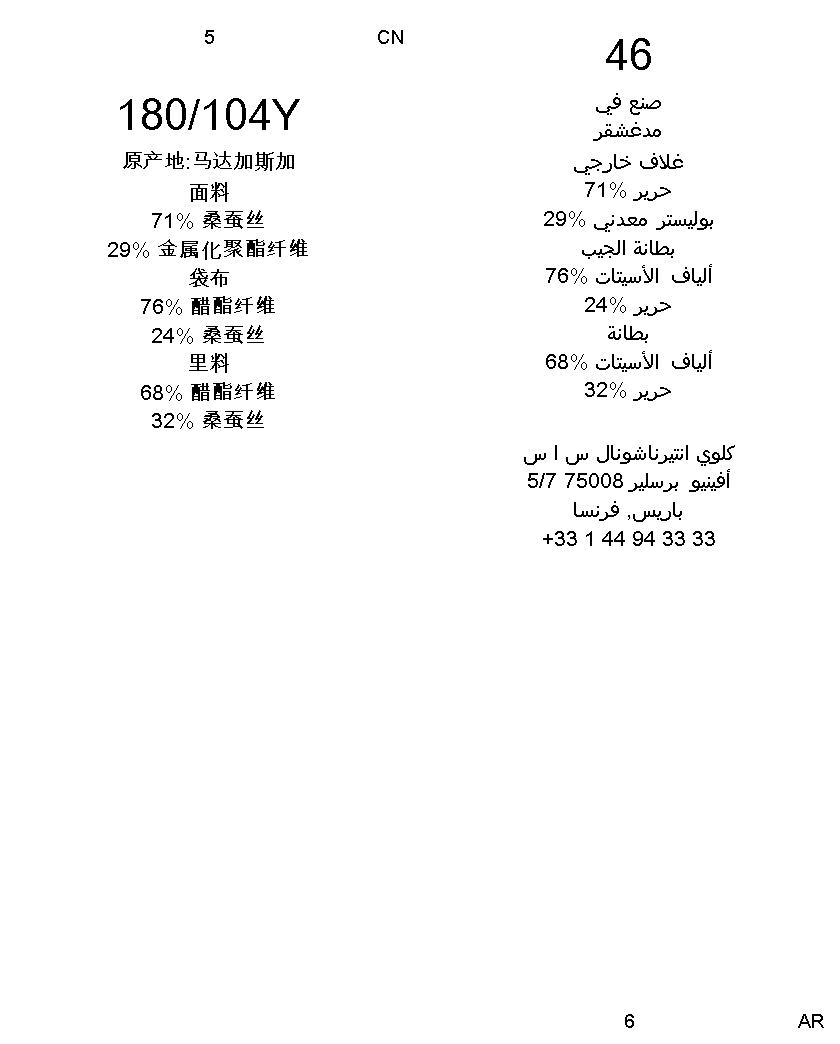 5
CN
180/104Y
原产地:马达加斯加
面料
71% 桑蚕丝
29% 金属化聚酯纤维
袋布
76% 醋酯纤维
24% 桑蚕丝
里料
68% 醋酯纤维
32% 桑蚕丝
46
صنع في
مدغشقر
غلاف خارجي
حرير %71
بوليستر معدني %29
بطانة الجيب
ألياف الأسيتات %76
حرير %24
بطانة
ألياف الأسيتات %68
حرير %32
كلوي انتيرناشونال س ا س
أفينيو برسلير 75008 5/7
باريس, فرنسا
+33 1 44 94 33 33
6
AR